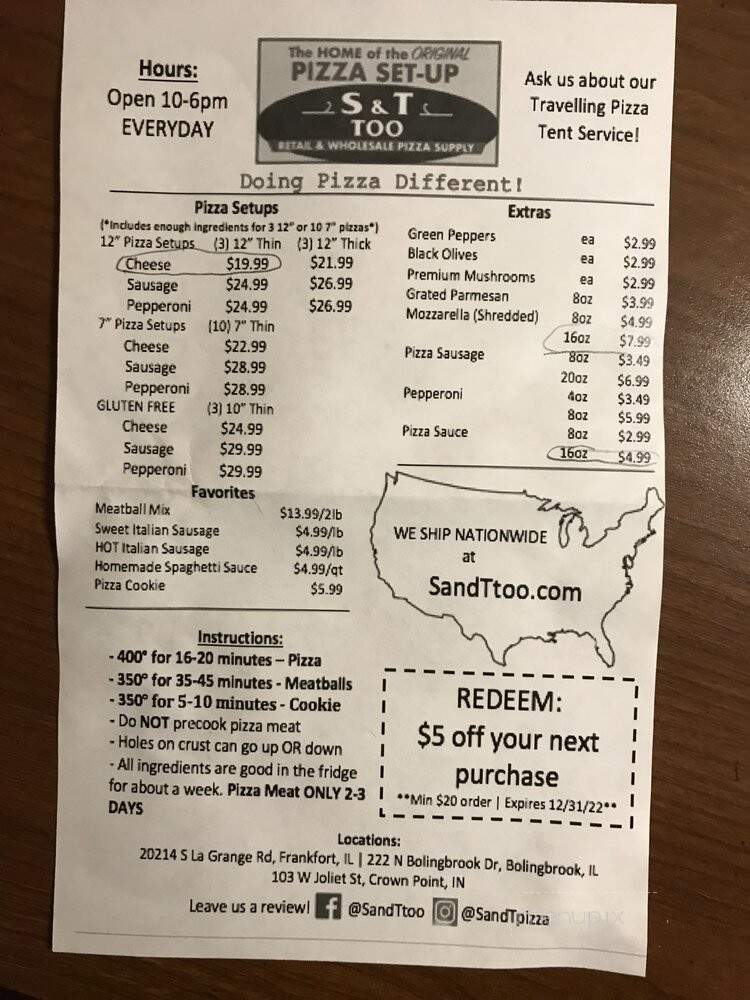 Hours:
Open 10-6pm
EVERYDAY
The HOME of the ORIGINAL
PIZZA SET-UP
S & T
TOO
RETAIL & WHOLESALE PIZZA SUPPLY
Ask us about our
Travelling Pizza
Tent Service!
Doing Pizza Different!
Pizza Setups
(*Includes enough ingredients for 3 12" or 10 7" pizzas*)
12" Pizza Setups (3) 12" Thin (3) 12" Thick
Cheese $19.99 $21.99
Sausage $24.99 $26.99
Pepperoni $24.99 $26.99
7" Pizza Setups (10) 7" Thin
Cheese $22.99
Sausage $28.99
Pepperoni $28.99
GLUTEN FREE (3) 10" Thin
Cheese $24.99
Sausage $29.99
Pepperoni $29.99
Favorites
Meatball Mix $13.99/2lb
Sweet Italian Sausage $4.99/lb
HOT Italian Sausage $4.99/lb
Homemade Spaghetti Sauce $4.99/qt
Pizza Cookie $5.99
Extras
Green Peppers ea $2.99
Black Olives ea $2.99
Premium Mushrooms ea $2.99
Grated Parmesan 8oz $3.99
Mozzarella (Shredded) 8oz $4.99
16oz $7.99
Pizza Sausage 8oz $3.49
20oz $6.99
Pepperoni 4oz $3.49
8oz $5.99
Pizza Sauce 8oz $2.99
16oz $4.99
WE SHIP NATIONWIDE
at
SandTtoo.com
Instructions:
- 400° for 16-20 minutes – Pizza
- 350° for 35-45 minutes - Meatballs
- 350° for 5-10 minutes - Cookie
- Do NOT precook pizza meat
- Holes on crust can go up OR down
- All ingredients are good in the fridge
for about a week. Pizza Meat ONLY 2-3
DAYS
REDEEM:
$5 off your next
purchase
**Min $20 order | Expires 12/31/22**
Locations:
20214 S La Grange Rd, Frankfort, IL | 222 N Bolingbrook Dr, Bolingbrook, IL
103 W Joliet St, Crown Point, IN
Leave us a review! f @SandTtoo @SandTpizza